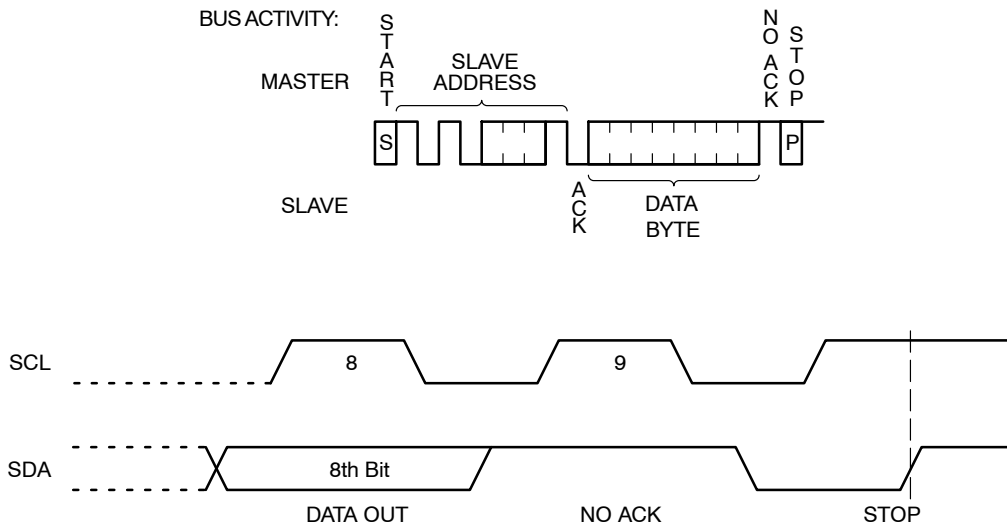 BUS ACTIVITY:
START
NO ACK
STOP
MASTER
SLAVE
ADDRESS
S
P
SLAVE
ACK
DATA
BYTE
SCL
8
9
SDA
8th Bit
DATA OUT
NO ACK
STOP